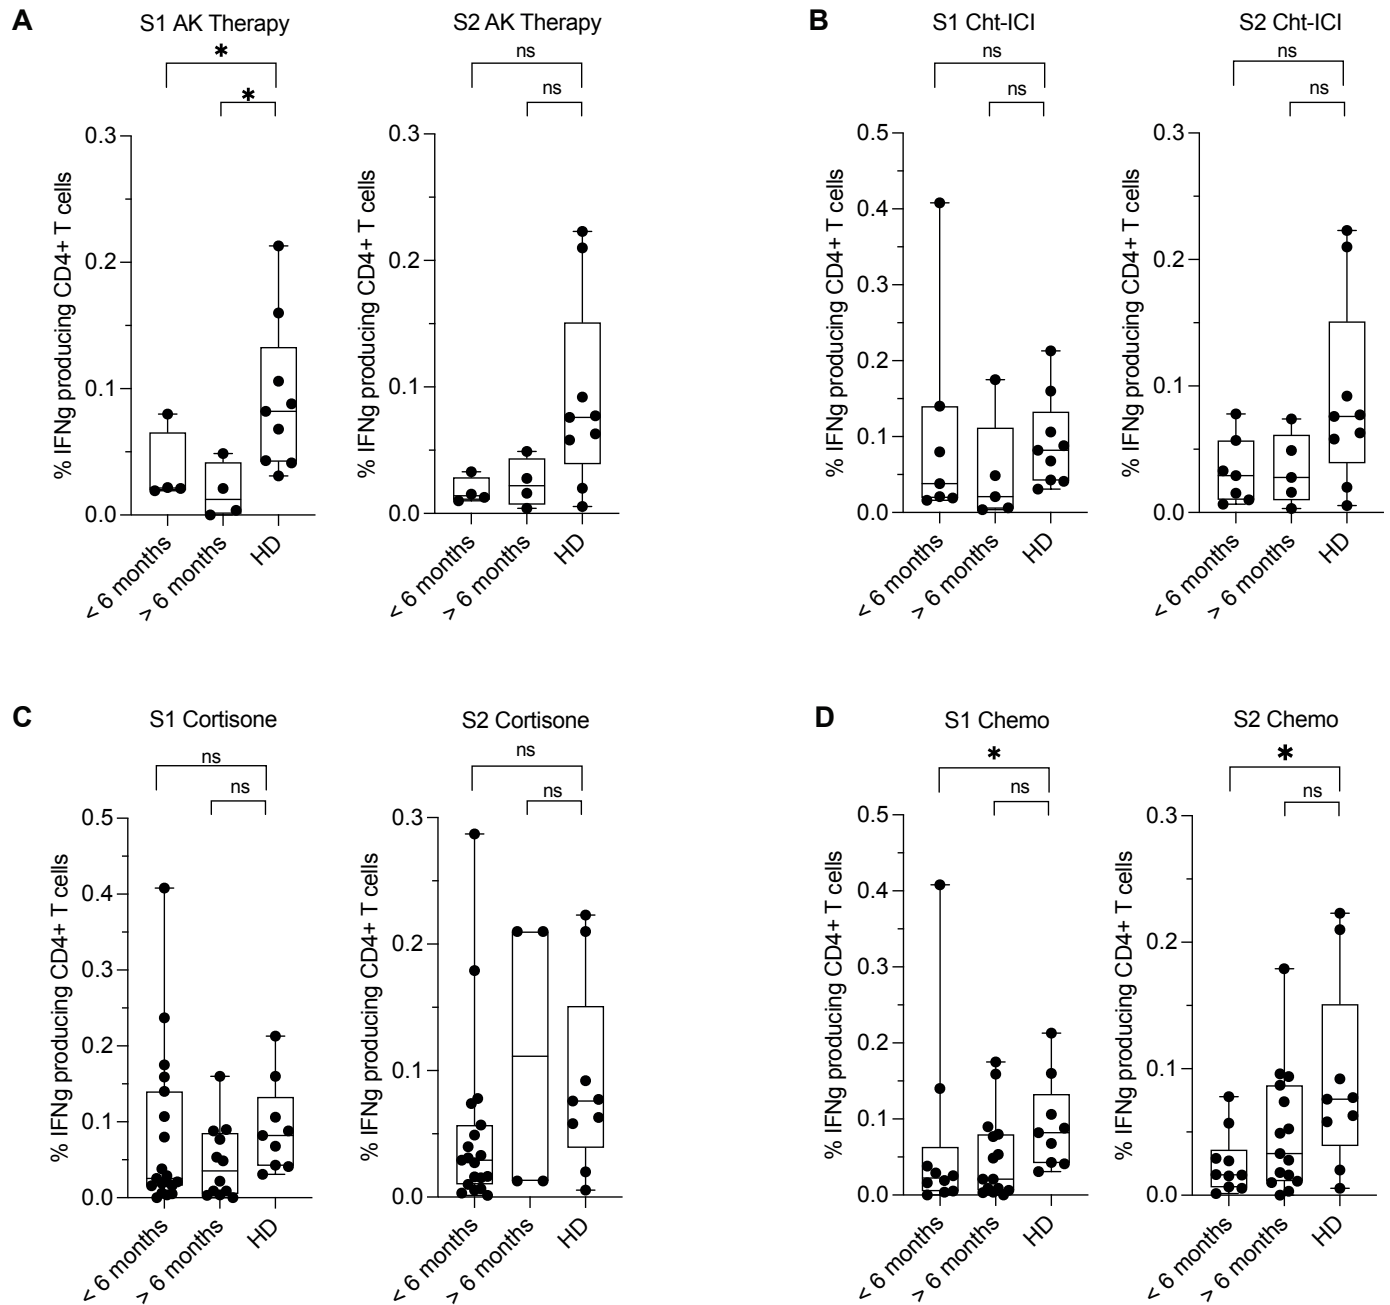 A
S1 AK Therapy
*
*
% IFNg producing CD4+ T cells
0.3
0.2
0.1
0.0
< 6 months
> 6 months
HD
S2 AK Therapy
ns
ns
% IFNg producing CD4+ T cells
0.3
0.2
0.1
0.0
< 6 months
> 6 months
HD
B
S1 Cht-ICI
ns
ns
% IFNg producing CD4+ T cells
0.5
0.4
0.3
0.2
0.1
0.0
< 6 months
> 6 months
HD
S2 Cht-ICI
ns
ns
% IFNg producing CD4+ T cells
0.3
0.2
0.1
0.0
< 6 months
> 6 months
HD
C
S1 Cortisone
ns
ns
% IFNg producing CD4+ T cells
0.5
0.4
0.3
0.2
0.1
0.0
< 6 months
> 6 months
HD
S2 Cortisone
ns
ns
% IFNg producing CD4+ T cells
0.3
0.2
0.1
0.0
< 6 months
> 6 months
HD
D
S1 Chemo
*
ns
% IFNg producing CD4+ T cells
0.5
0.4
0.3
0.2
0.1
0.0
< 6 months
> 6 months
HD
S2 Chemo
*
ns
% IFNg producing CD4+ T cells
0.3
0.2
0.1
0.0
< 6 months
> 6 months
HD